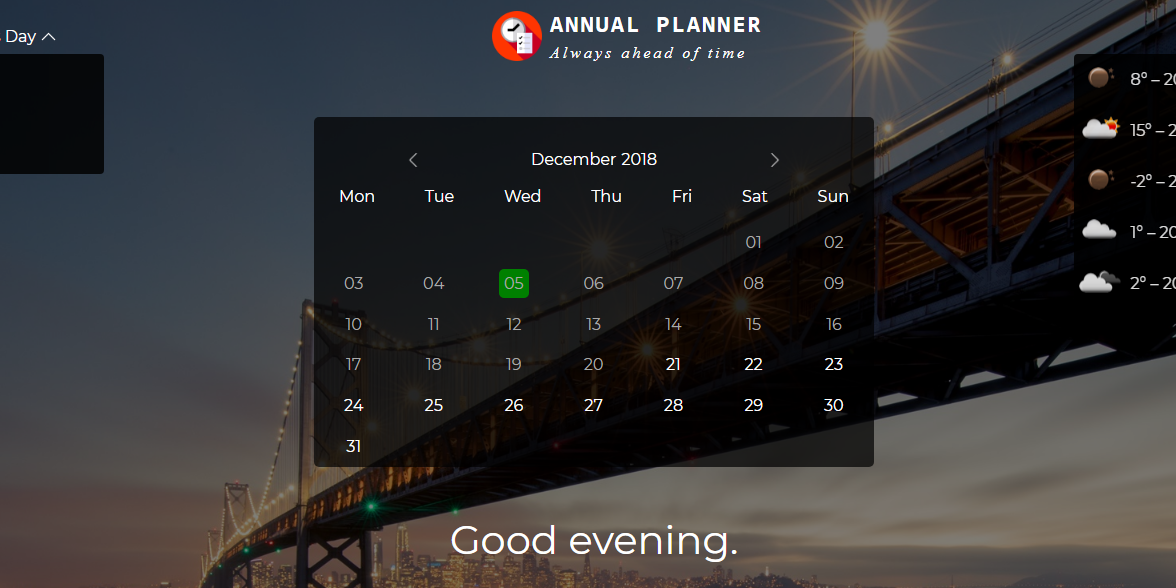 Day
ANNUAL PLANNER
Always ahead of time
December 2018
Mon Tue Wed Thu Fri Sat Sun
01 02
03 04 05 06 07 08 09
10 11 12 13 14 15 16
17 18 19 20 21 22 23
24 25 26 27 28 29 30
31
8° – 20
15° – 2
-2° – 2
1° – 20
2° – 20
Good evening.